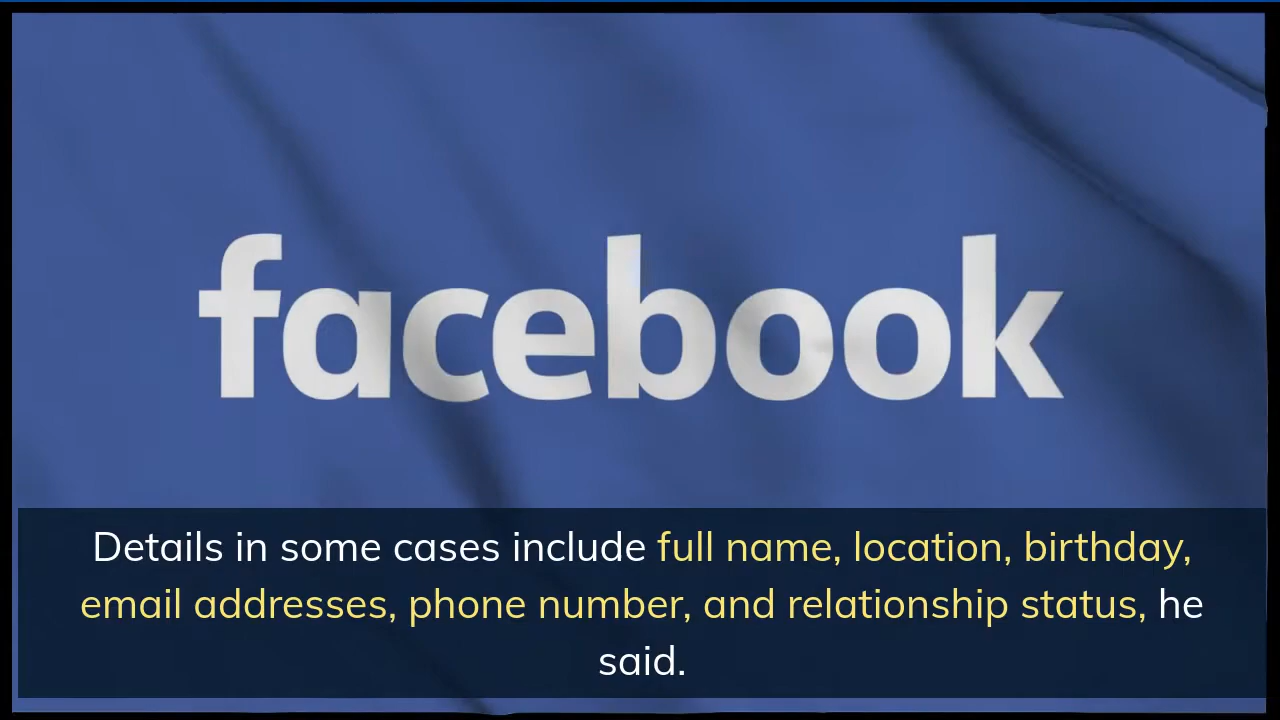 facebook
Details in some cases include full name, location, birthday,
email addresses, phone number, and relationship status, he
said.